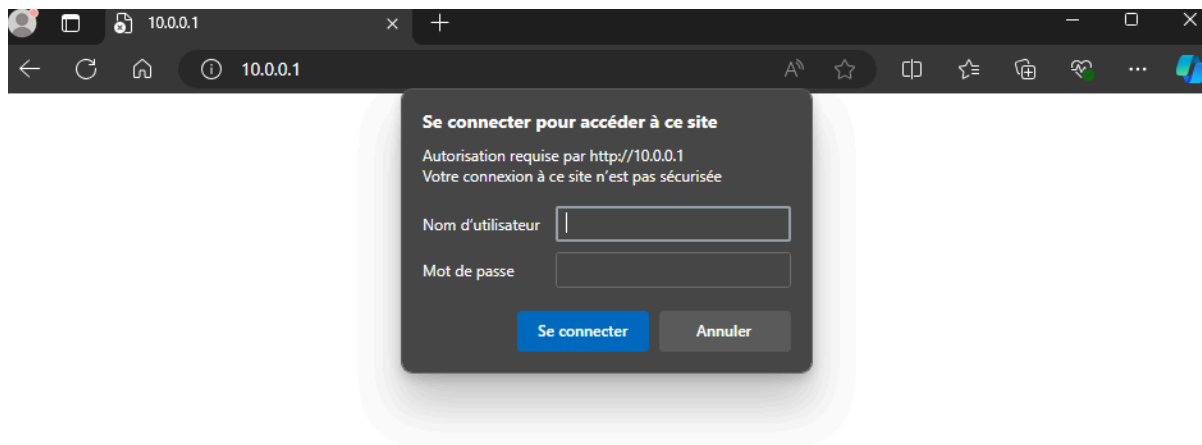 10.0.0.1
10.0.0.1
Se connecter pour accéder à ce site
Autorisation requise par http://10.0.0.1
Votre connexion à ce site n'est pas sécurisée
Nom d'utilisateur
Mot de passe
Se connecter Annuler